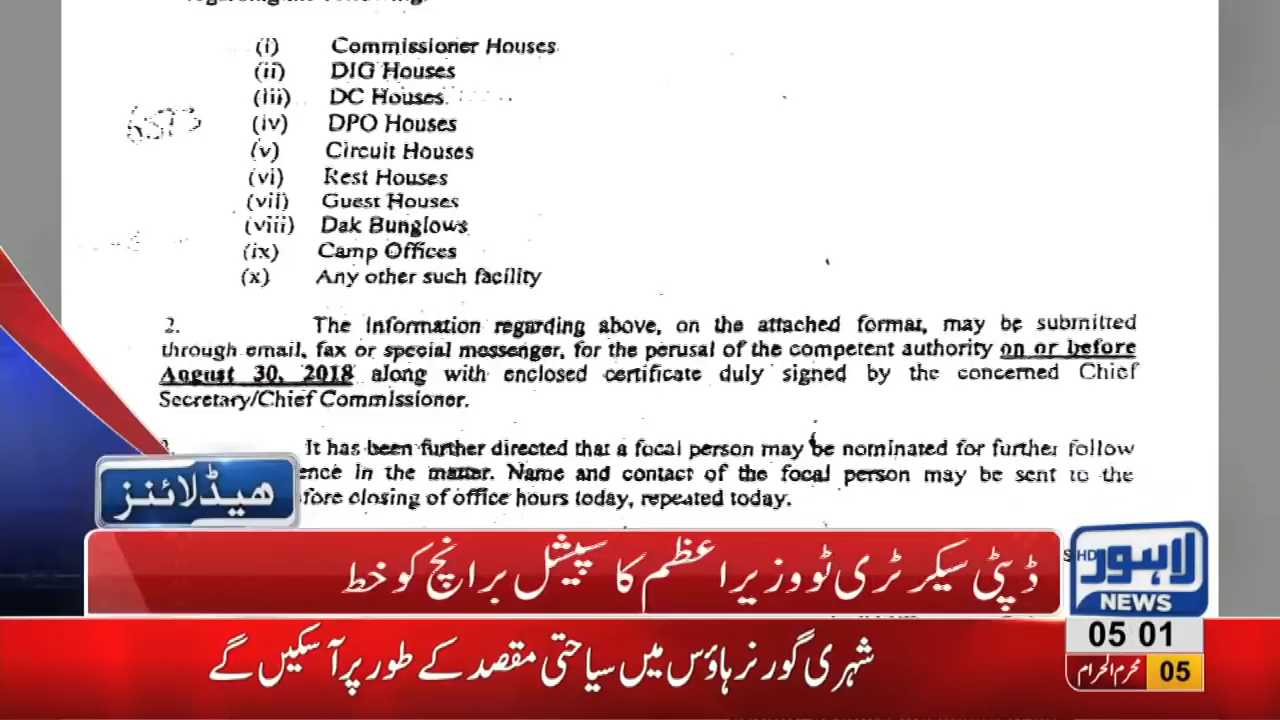 (i) Commissioner Houses
(ii) DIG Houses
(iii) DC Houses.
(iv) DPO Houses
(v) Circuit Houses
(vi) Rest Houses
(vii) Guest Houses
(viii) Dak Bunglows
(ix) Camp Offices
(x) Any other such facility
2. The Information regarding above, on the attached format, may be submitted
through email, fax or special messenger, for the perusal of the competent authority on or before
August 30, 2018 along with enclosed certificate duly signed by the concerned Chief
Secretary/Chief Commissioner.
It has been further directed that a focal person may be nominated for further follow
ence in the matter. Name and contact of the focal person may be sent to the
fore closing of office hours today, repeated today.
ہیڈلائنز
ڈپٹی سیکرٹری ٹو وزیراعظم کا سپیشل برانچ کو خط
HD لاہور
NEWS
شہری گورنر ہاؤس میں سیاحتی مقصد کے طور پر آ سکیں گے
05 01
محرم الحرام 05